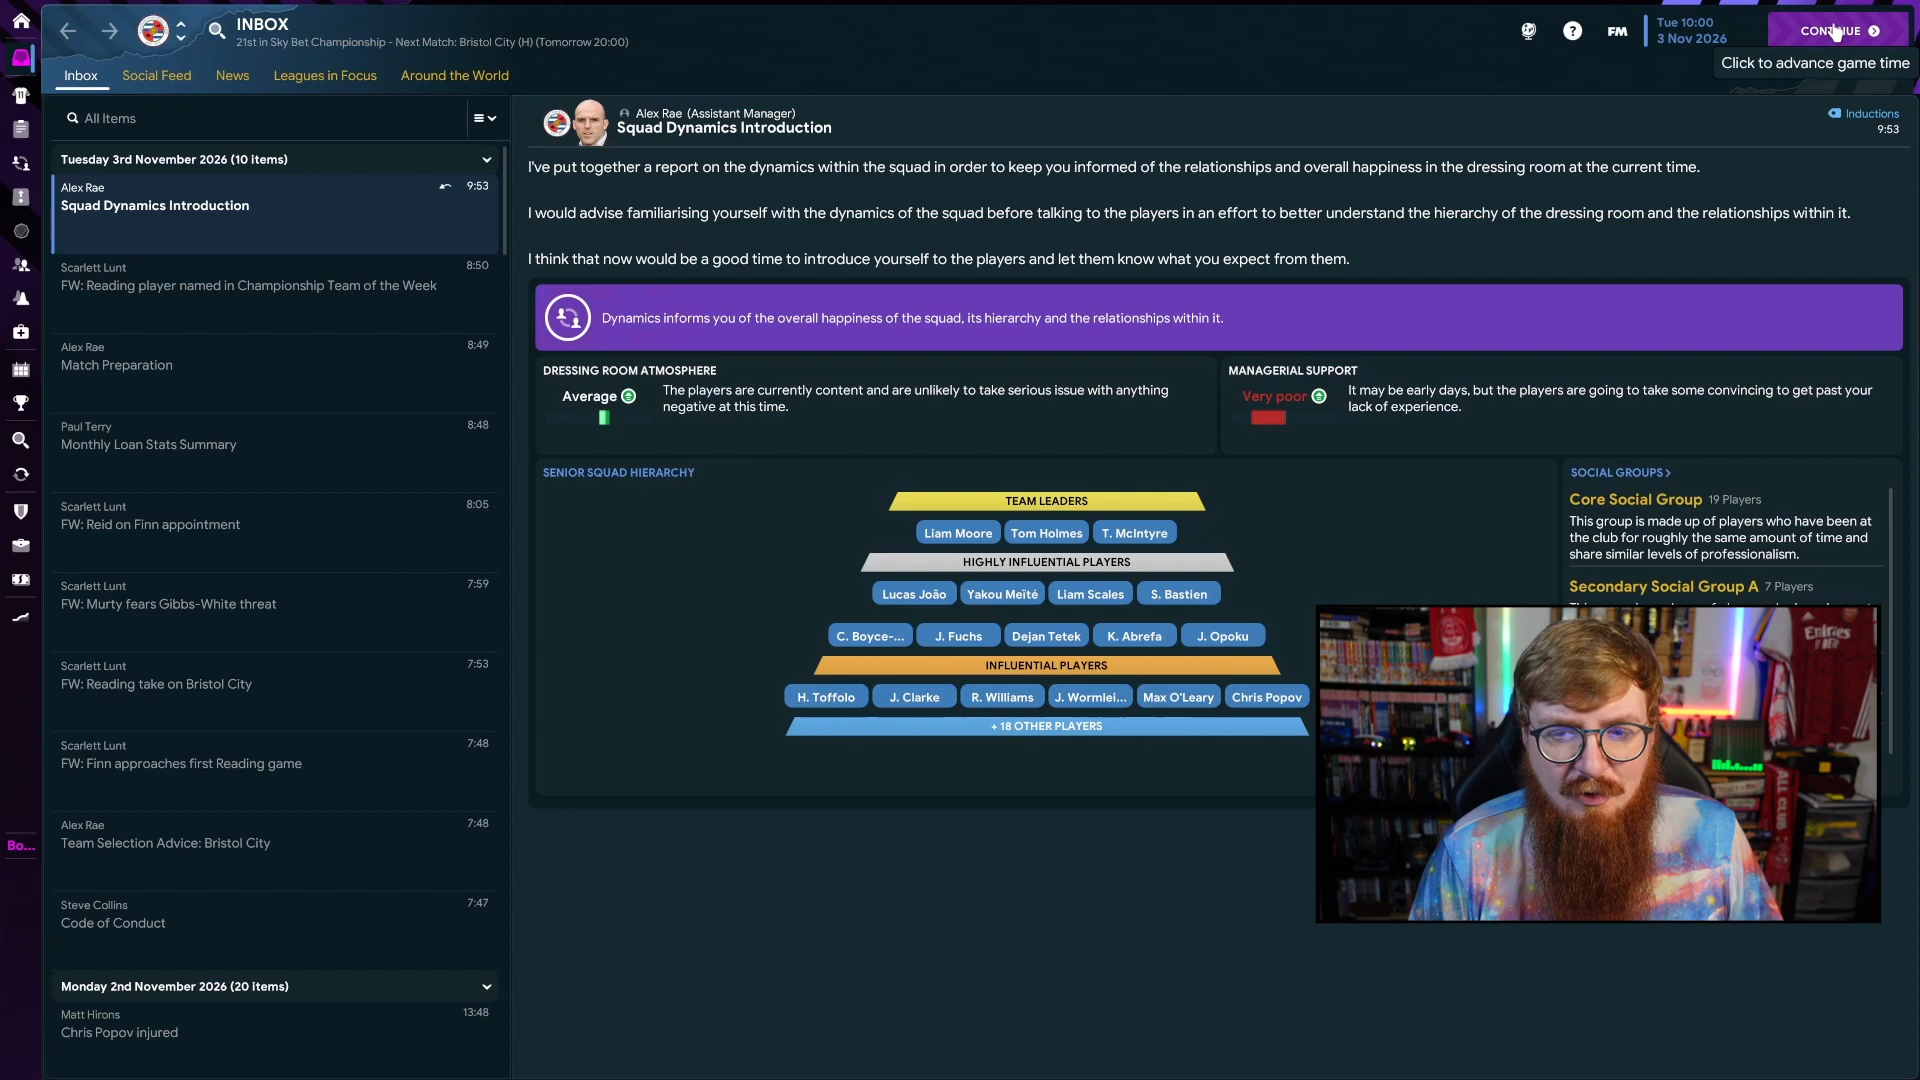 INBOX
21st in Sky Bet Championship - Next Match: Bristol City (H) (Tomorrow 20:00)
FM
Tue 10:00
3 Nov 2026
CONTINUE
Click to advance game time
Inbox
Social Feed
News
Leagues in Focus
Around the World
All Items
Tuesday 3rd November 2026 (10 items)
Alex Rae
9:53
Squad Dynamics Introduction
Scarlett Lunt
8:50
FW: Reading player named in Championship Team of the Week
Alex Rae
8:49
Match Preparation
Paul Terry
8:48
Monthly Loan Stats Summary
Scarlett Lunt
8:05
FW: Reid on Finn appointment
Scarlett Lunt
7:59
FW: Murty fears Gibbs-White threat
Scarlett Lunt
7:53
FW: Reading take on Bristol City
Scarlett Lunt
7:48
FW: Finn approaches first Reading game
Alex Rae
7:48
Team Selection Advice: Bristol City
Steve Collins
7:47
Code of Conduct
Monday 2nd November 2026 (20 items)
Matt Hirons
13:48
Chris Popov injured
Bo...
Alex Rae (Assistant Manager)
Squad Dynamics Introduction
Inductions
9:53
I've put together a report on the dynamics within the squad in order to keep you informed of the relationships and overall happiness in the dressing room at the current time.
I would advise familiarising yourself with the dynamics of the squad before talking to the players in an effort to better understand the hierarchy of the dressing room and the relationships within it.
I think that now would be a good time to introduce yourself to the players and let them know what you expect from them.
Dynamics informs you of the overall happiness of the squad, its hierarchy and the relationships within it.
DRESSING ROOM ATMOSPHERE
Average
The players are currently content and are unlikely to take serious issue with anything
negative at this time.
MANAGERIAL SUPPORT
Very poor
It may be early days, but the players are going to take some convincing to get past your
lack of experience.
SENIOR SQUAD HIERARCHY
TEAM LEADERS
Liam Moore
Tom Holmes
T. McIntyre
HIGHLY INFLUENTIAL PLAYERS
Lucas João
Yakou Meïté
Liam Scales
S. Bastien
C. Boyce-...
J. Fuchs
Dejan Tetek
K. Abrefa
J. Opoku
INFLUENTIAL PLAYERS
H. Toffolo
J. Clarke
R. Williams
J. Wormlei...
Max O'Leary
Chris Popov
+ 18 OTHER PLAYERS
SOCIAL GROUPS >
Core Social Group 19 Players
This group is made up of players who have been at
the club for roughly the same amount of time and
share similar levels of professionalism.
Secondary Social Group A 7 Players
Emirates